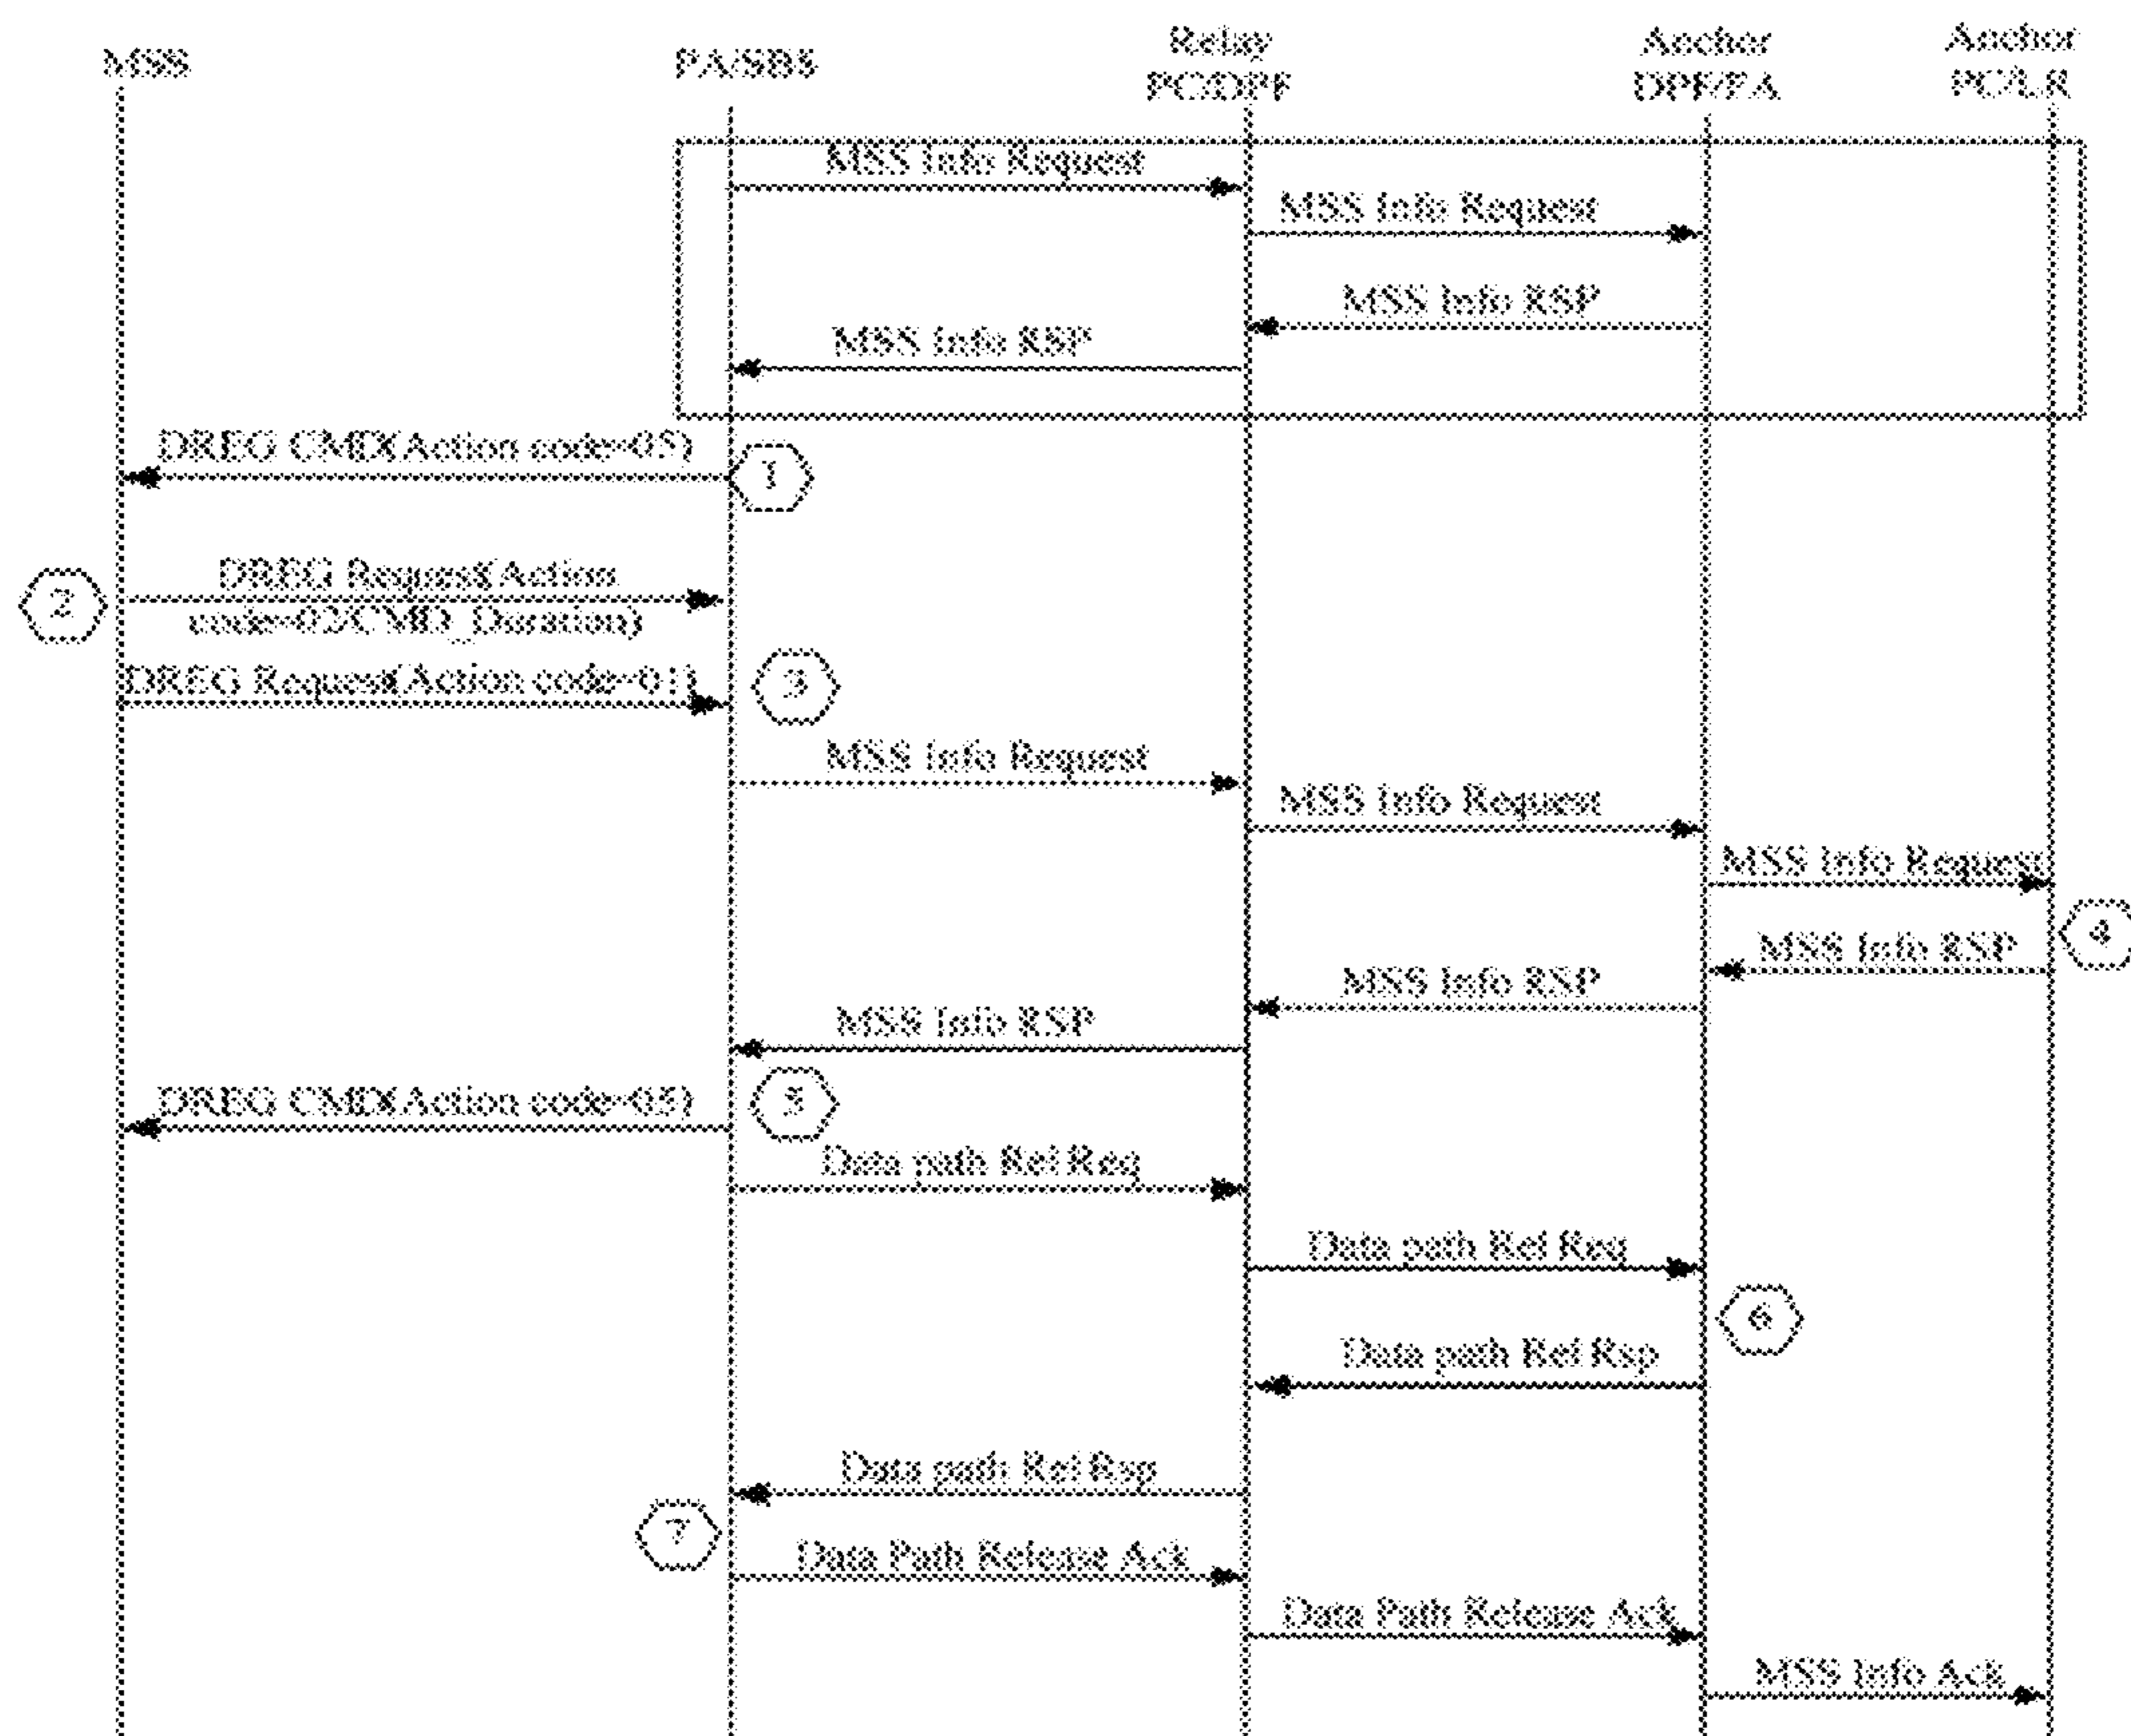 MSS
PA/SBS
Relay
PC/DPF
Anchor
DPF/FA
Anchor
PC/LR
MSS Info Request
MSS Info Request
MSS Info RSP
MSS Info RSP
DREG CMD(Action code=05)
1
DREG Request(Action
code=02(CMD_Duration)
2
DREG Request(Action code=01)
3
MSS Info Request
MSS Info Request
MSS Info Request
4
MSS Info RSP
MSS Info RSP
MSS Info RSP
DREG CMD(Action code=05)
5
Data path Rel Req
Data path Rel Req
6
Data path Rel Rsp
Data path Rel Rsp
7
Data Path Release Ack
Data Path Release Ack
MSS Info Ack